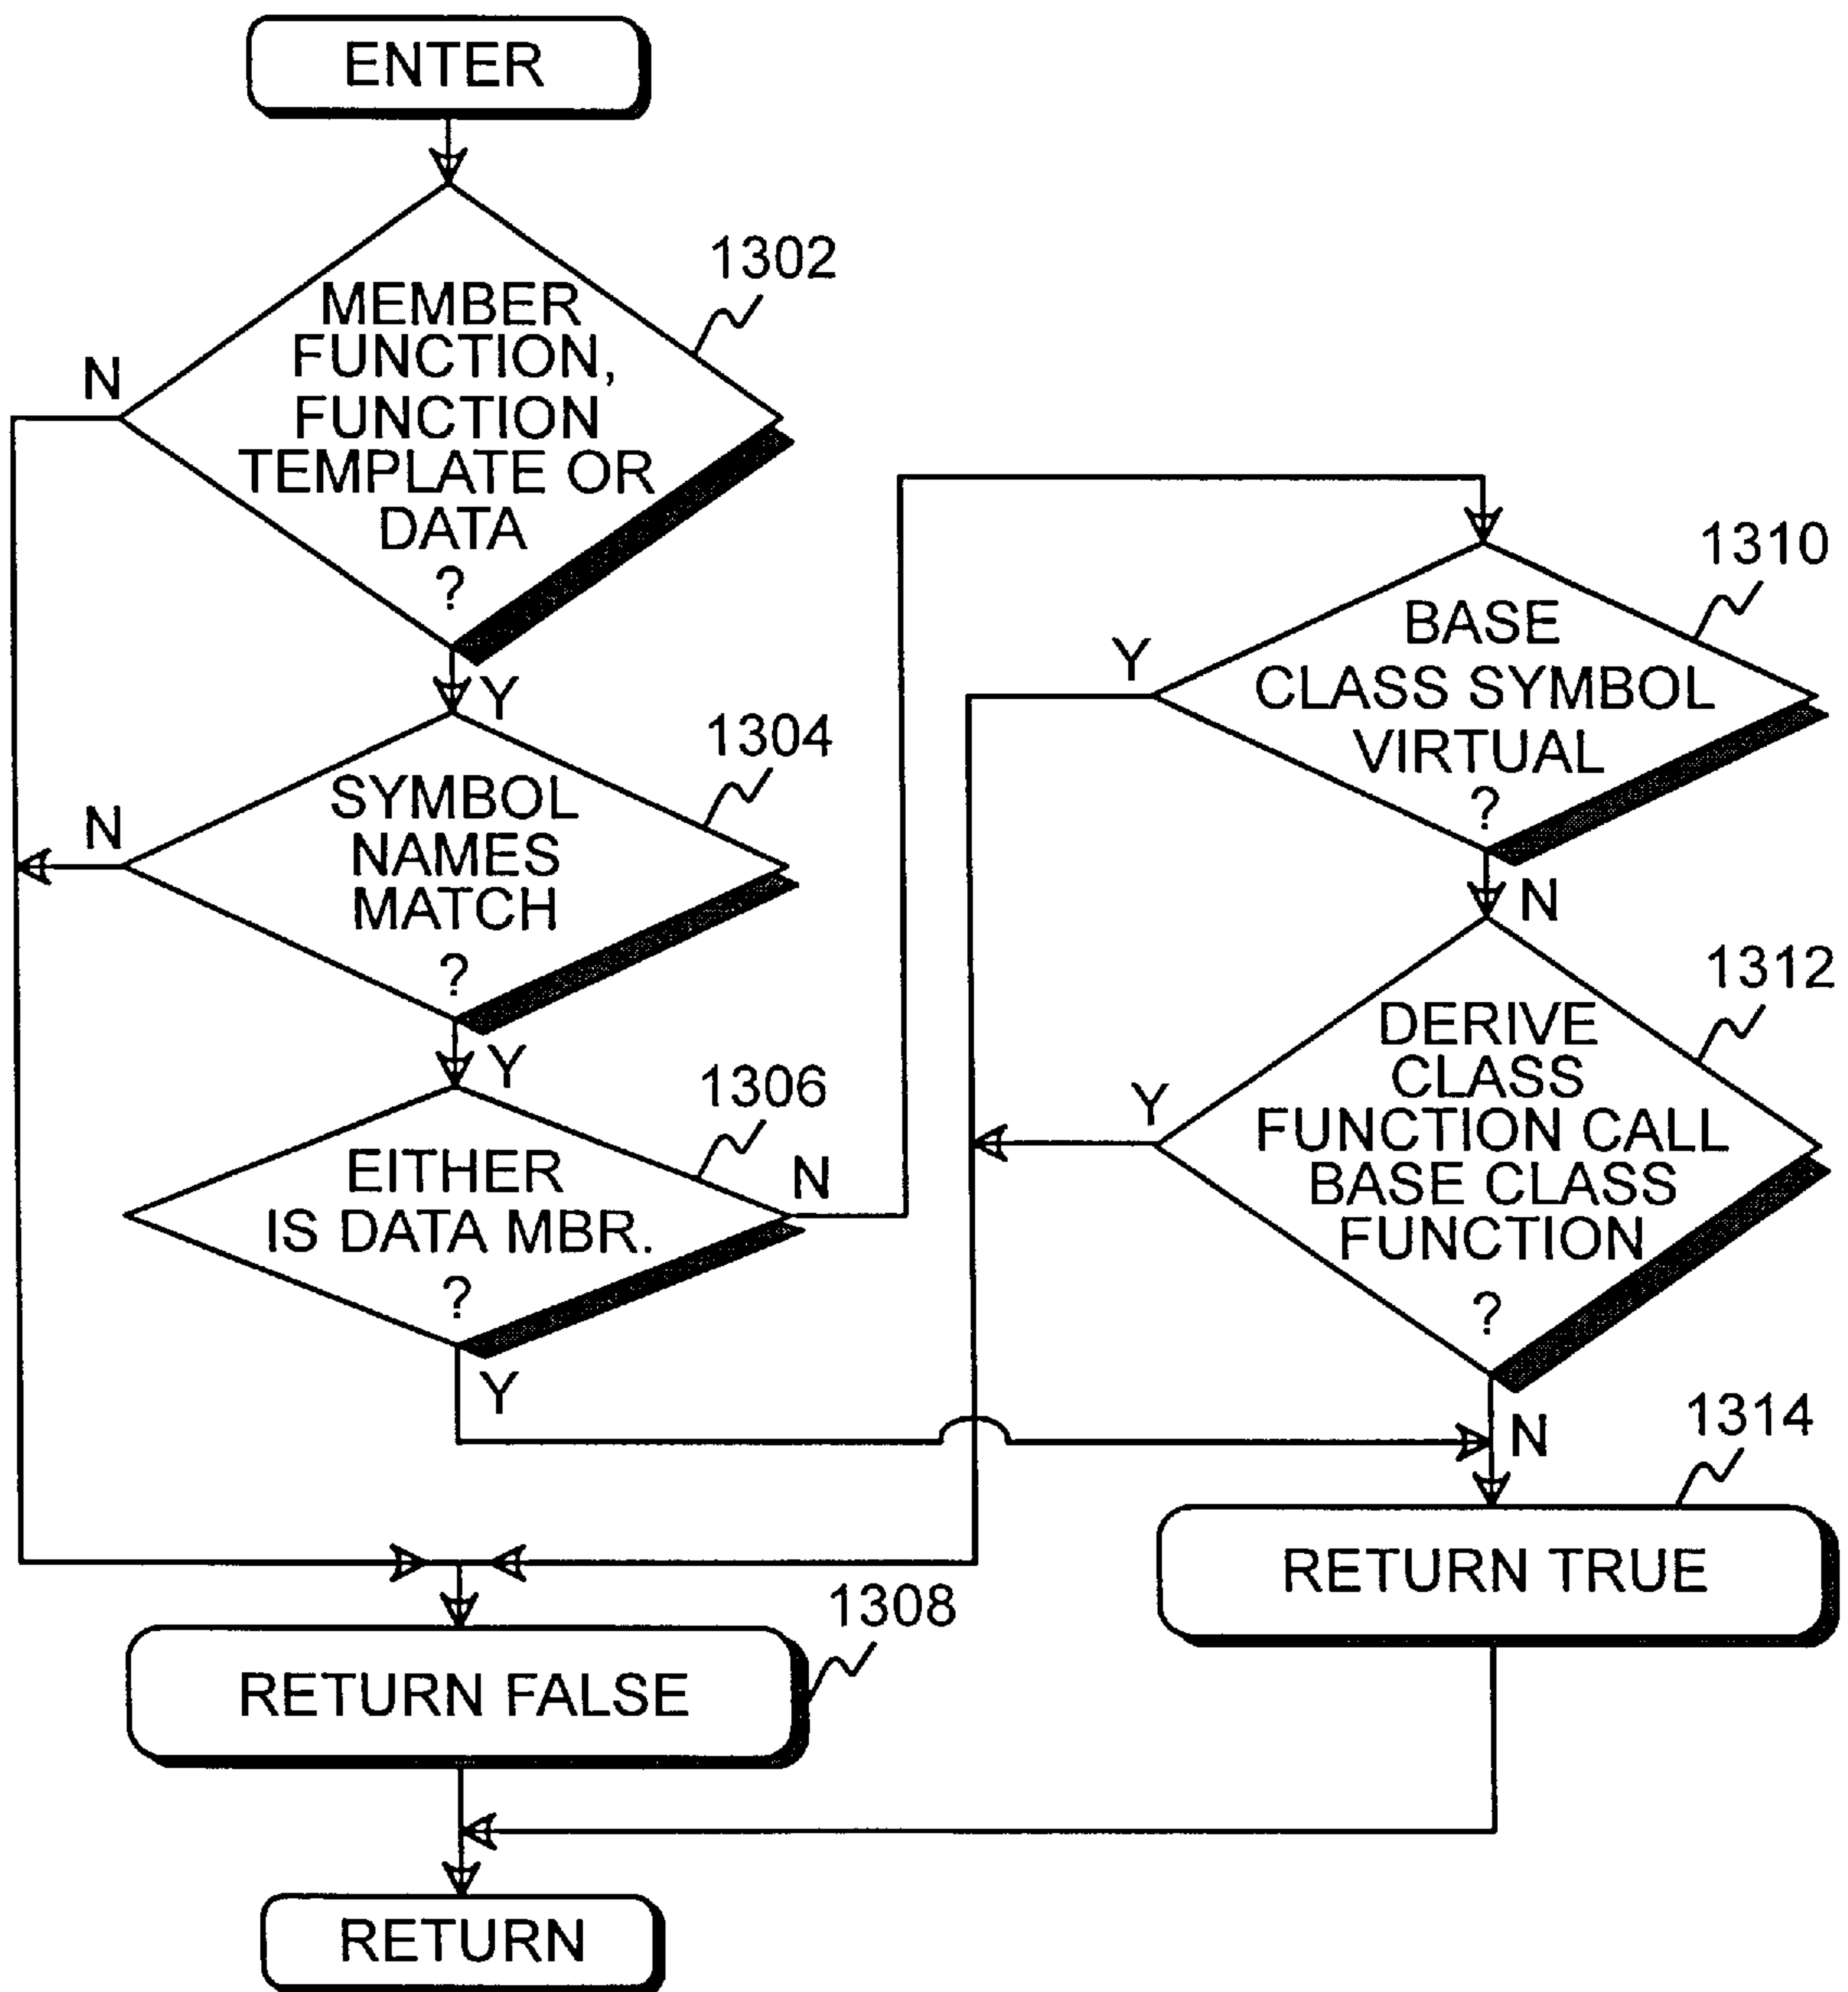 ENTER
1302
MEMBER
FUNCTION,
FUNCTION
TEMPLATE OR
DATA
?
N
Y
1304
SYMBOL
NAMES
MATCH
?
N
Y
1306
EITHER
IS DATA MBR.
?
N
Y
1310
BASE
CLASS SYMBOL
VIRTUAL
?
Y
N
1312
DERIVE
CLASS
FUNCTION CALL
BASE CLASS
FUNCTION
?
Y
N
1314
RETURN TRUE
1308
RETURN FALSE
RETURN